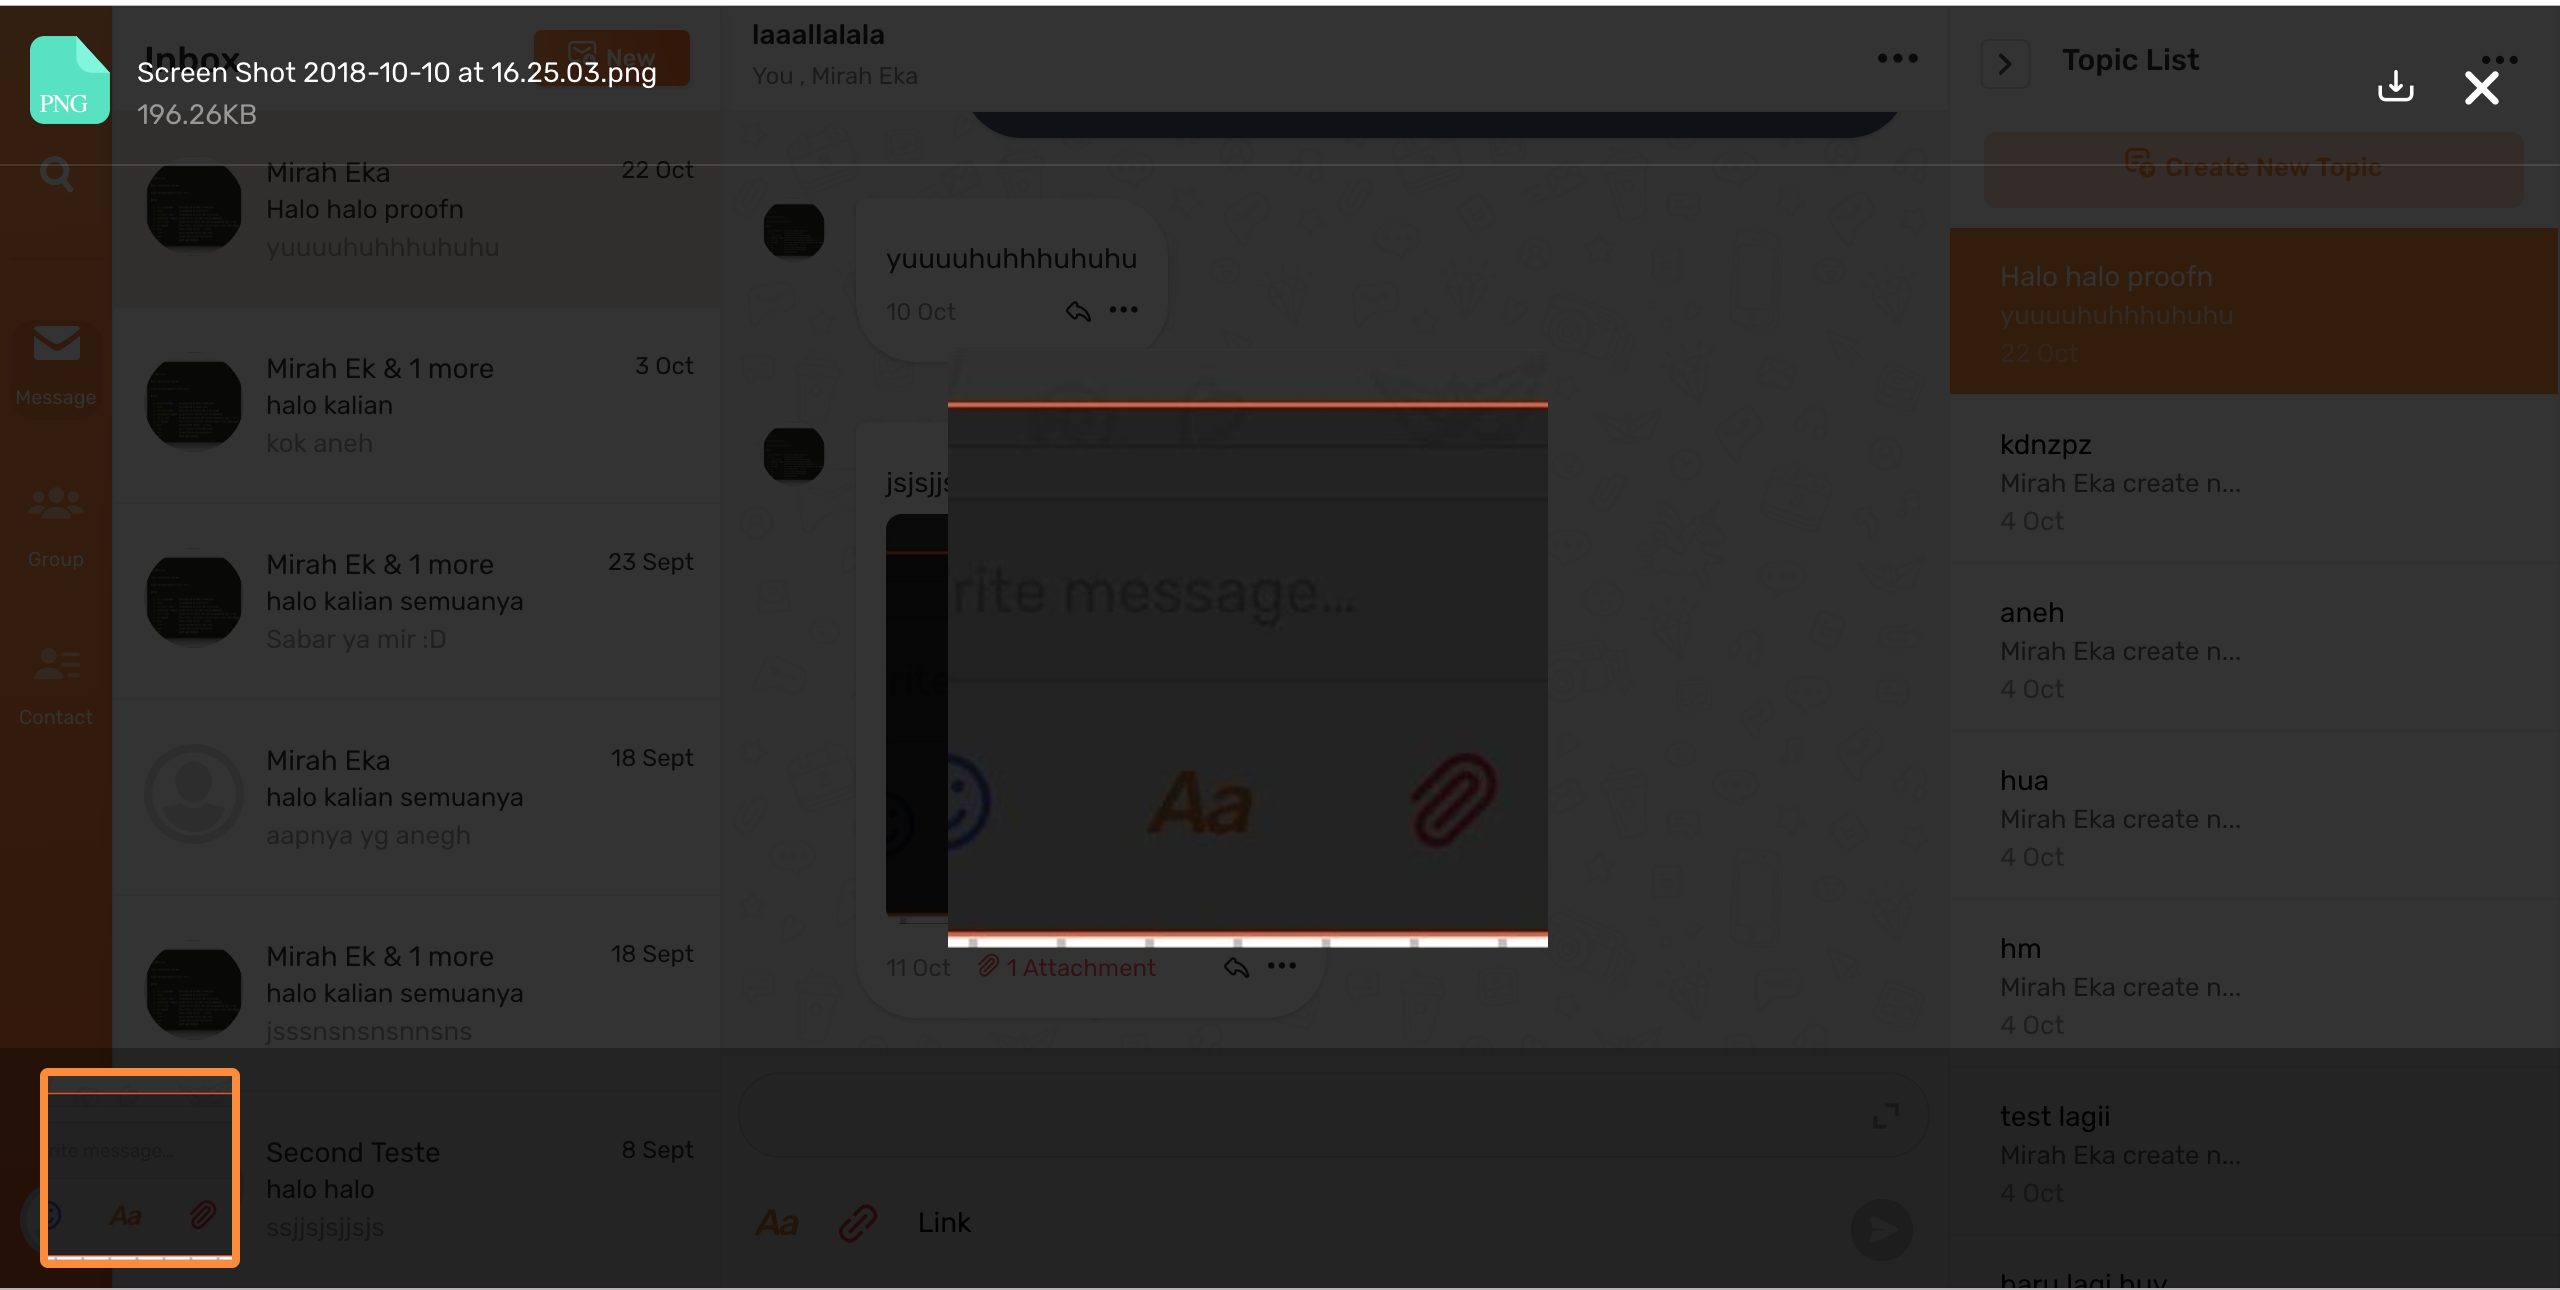 PNG
Screen Shot 2018-10-10 at 16.25.03.png
196.26KB
Message
Group
Contact
Inbox
New
Mirah Eka
22 Oct
Halo halo proofn
yuuuuhuhhhuhuhu
Mirah Ek & 1 more
3 Oct
halo kalian
kok aneh
Mirah Ek & 1 more
23 Sept
halo kalian semuanya
Sabar ya mir :D
Mirah Eka
18 Sept
halo kalian semuanya
aapnya yg anegh
Mirah Ek & 1 more
18 Sept
halo kalian semuanya
jsssnsnsnsnnsns
Second Teste
8 Sept
halo halo
ssjjsjsjjsjs
rite message...
Aa
laaallalala
You , Mirah Eka
yuuuuhuhhhuhuhu
10 Oct
jsjsjjs
rite message...
Aa
11 Oct
1 Attachment
Aa
Link
Topic List
Create New Topic
Halo halo proofn
yuuuuhuhhhuhuhu
22 Oct
kdnzpz
Mirah Eka create n...
4 Oct
aneh
Mirah Eka create n...
4 Oct
hua
Mirah Eka create n...
4 Oct
hm
Mirah Eka create n...
4 Oct
test lagii
Mirah Eka create n...
4 Oct
baru lagi huy